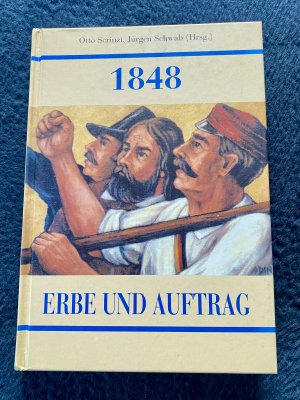 Otto Scrinzi, Jürgen Schwab (Hrsg.)
1848
ERBE UND AUFTRAG